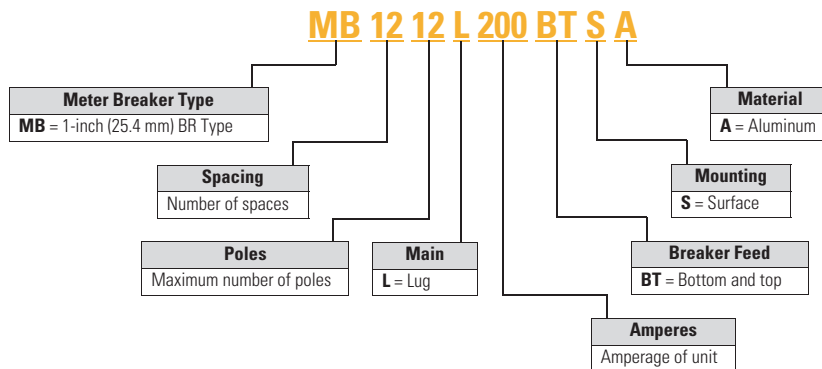 MB 12 12 L 200 BT S A
Meter Breaker Type
MB = 1-inch (25.4 mm) BR Type
Material
A = Aluminum
Spacing
Number of spaces
Mounting
S = Surface
Poles
Maximum number of poles
Main
L = Lug
Breaker Feed
BT = Bottom and top
Amperes
Amperage of unit